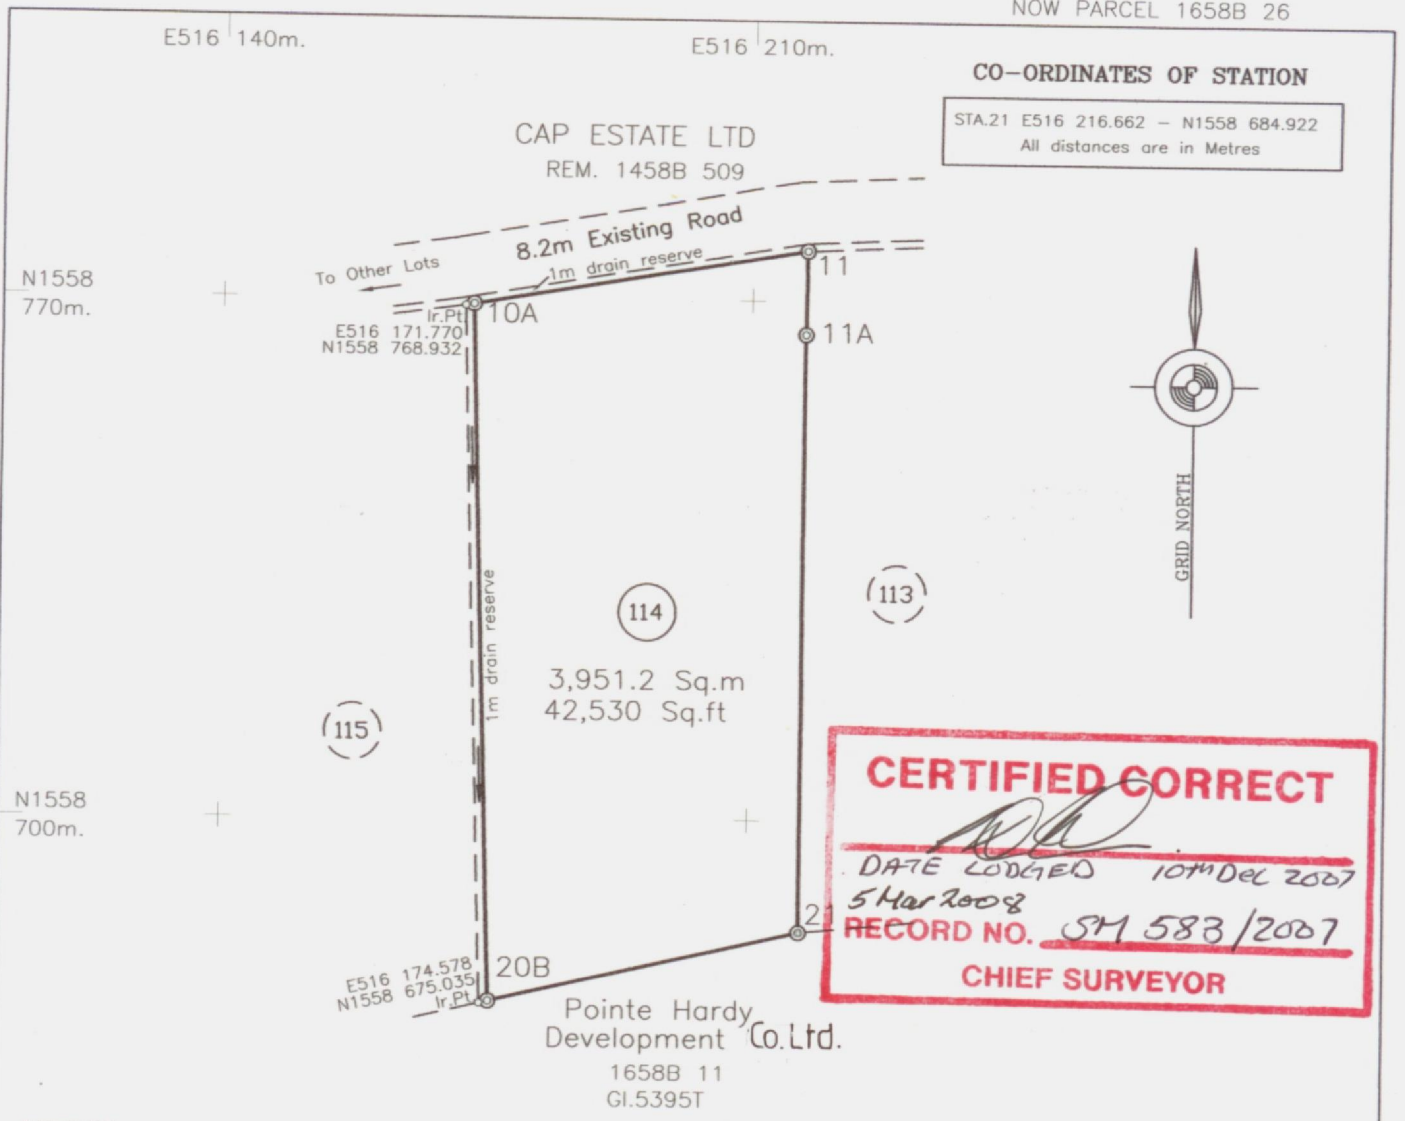 NOW PARCEL 1658B 26
E516 140m.
E516 210m.
CO-ORDINATES OF STATION
STA.21 E516 216.662 - N1558 684.922
All distances are in Metres
CAP ESTATE LTD
REM. 1458B 509
8.2m Existing Road
1m drain reserve
To Other Lots
N1558
770m.
11
Ir.Pt.
10A
E516 171.770
N1558 768.932
11A
GRID NORTH
1m drain reserve
114
113
3,951.2 Sq.m
42,530 Sq.ft
115
N1558
700m.
CERTIFIED CORRECT
DATE LODGED 10th Dec 2007
5 Mar 2008
RECORD NO. SM 583/2007
CHIEF SURVEYOR
21
20B
E516 174.578
N1558 675.035
Ir.Pt.
Pointe Hardy
Development Co.Ltd.
1658B 11
GI.5395T